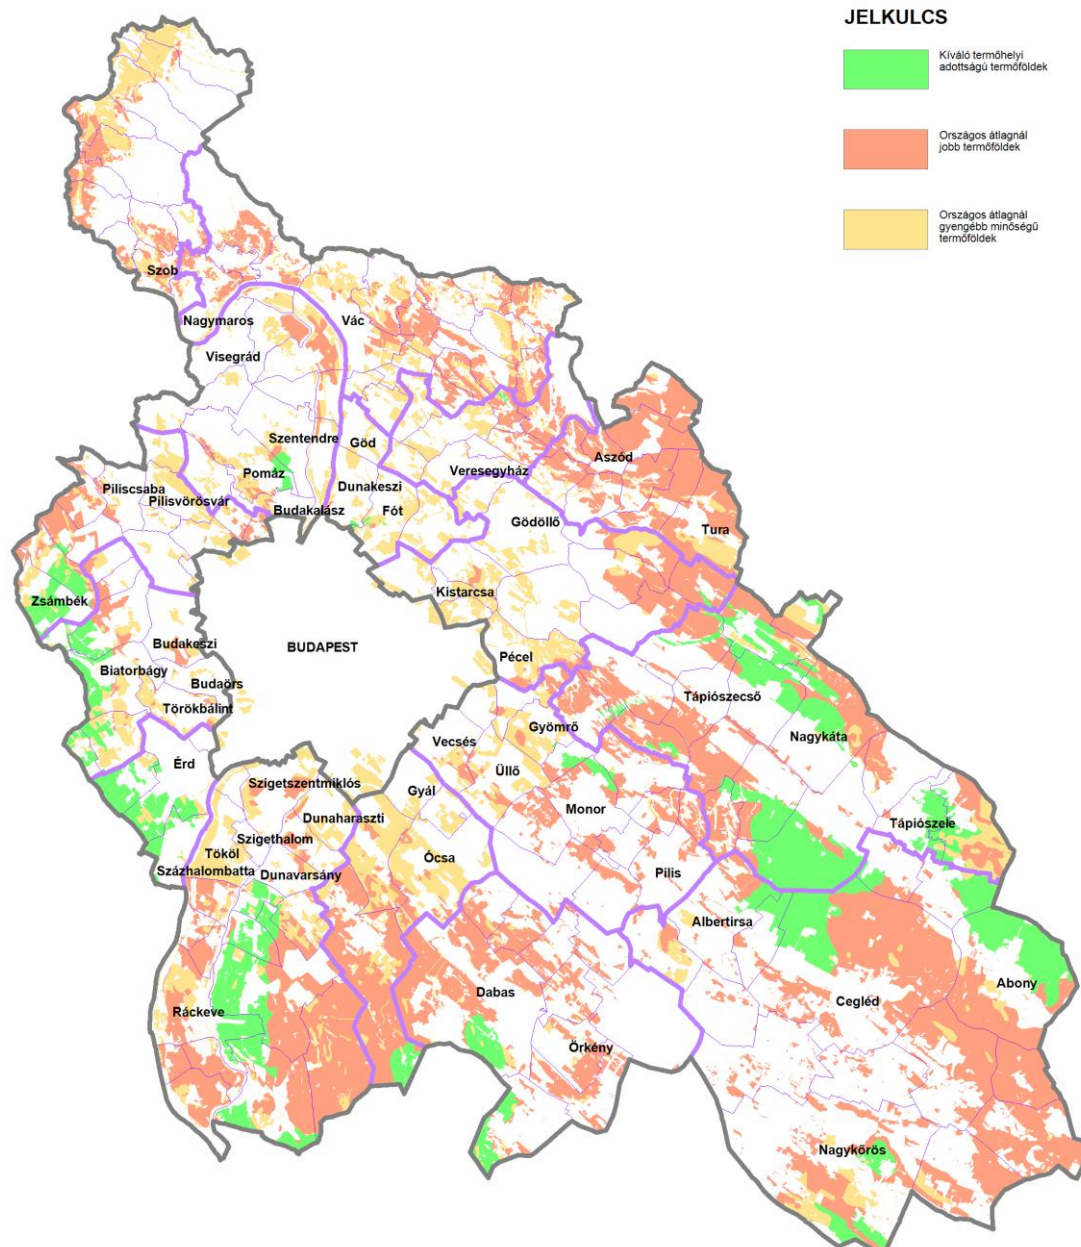 JELKULCS
Kíváló termőhelyi
adottságú termőföldek
Országos átlagnál
jobb termőföldek
Országos átlagnál
gyengébb minőségű
termőföldek
Szob
Nagymaros
Vác
Visegrád
Szentendre
Göd
Aszód
Veresegyház
Pomáz
Piliscsaba
Dunakeszi
Pilisvörösvár
Budakalász
Fót
Gödöllő
Tura
Kistarcsa
Zsámbék
Budakeszi
BUDAPEST
Pécel
Biatorbágy
Budaörs
Tápiószecső
Törökbálint
Gyömrő
Nagykáta
Vecsés
Érd
Üllő
Szigetszentmiklós
Gyál
Monor
Dunaharaszti
Tápiószele
Szigethalom
Tököl
Ócsa
Százhalombatta
Dunavarsány
Pilis
Albertirsa
Abony
Dabas
Cegléd
Ráckeve
Örkény
Nagykőrös